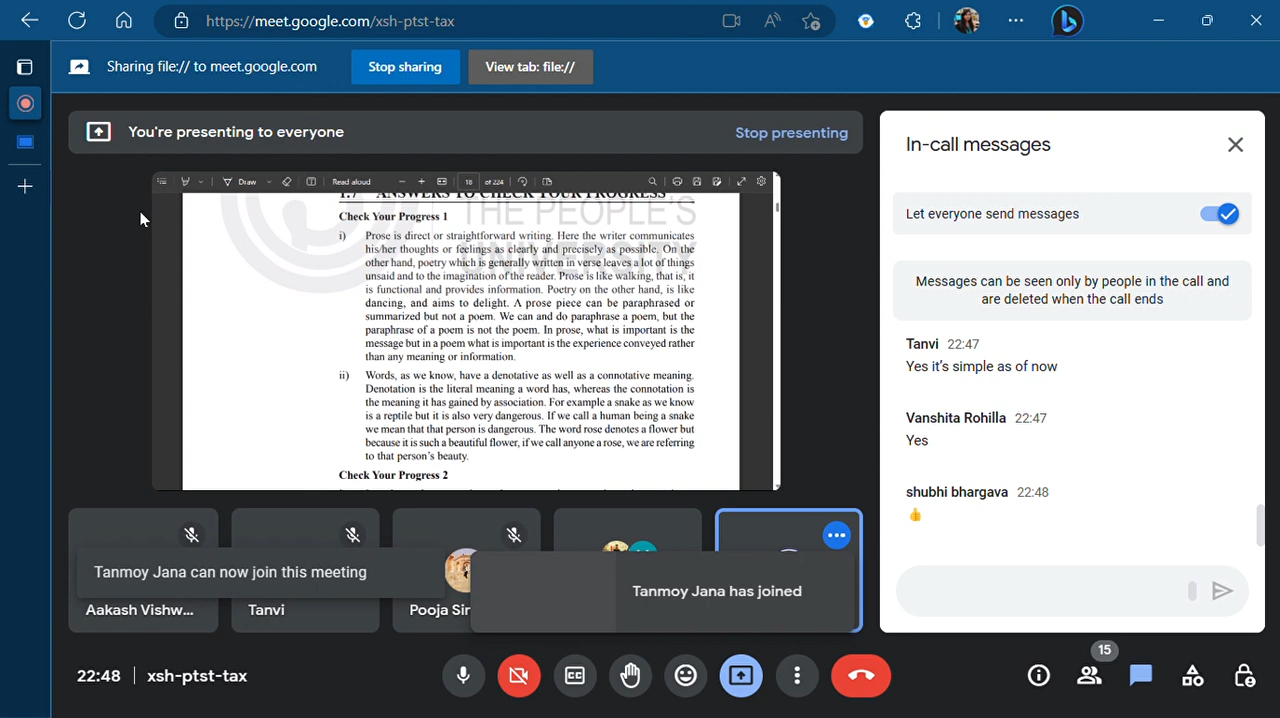 https://meet.google.com/xsh-ptst-tax
Sharing file:// to meet.google.com
Stop sharing
View tab: file://
You're presenting to everyone
Stop presenting
Draw
Read aloud
18
of 224
1.7 ANSWERS TO CHECK YOUR PROGRESS
THE PEOPLE'S
UNIVERSITY
Check Your Progress 1
i) Prose is direct or straightforward writing. Here the writer communicates
his/her thoughts or feelings as clearly and precisely as possible. On the
other hand, poetry which is generally written in verse leaves a lot of things
unsaid and to the imagination of the reader. Prose is like walking, that is, it
is functional and provides information. Poetry on the other hand, is like
dancing, and aims to delight. A prose piece can be paraphrased or
summarized but not a poem. We can and do paraphrase a poem, but the
paraphrase of a poem is not the poem. In prose, what is important is the
message but in a poem what is important is the experience conveyed rather
than any meaning or information.
ii) Words, as we know, have a denotative as well as a connotative meaning.
Denotation is the literal meaning a word has, whereas the connotation is
the meaning it has gained by association. For example a snake as we know
is a reptile but it is also very dangerous. If we call a human being a snake
we mean that that person is dangerous. The word rose denotes a flower but
because it is such a beautiful flower, if we call anyone a rose, we are referring
to that person's beauty.
Check Your Progress 2
Tanmoy Jana can now join this meeting
Tanmoy Jana has joined
Aakash Vishw...
Tanvi
Pooja Sir
In-call messages
Let everyone send messages
Messages can be seen only by people in the call and
are deleted when the call ends
Tanvi 22:47
Yes it's simple as of now
Vanshita Rohilla 22:47
Yes
shubhi bhargava 22:48
22:48
xsh-ptst-tax
15